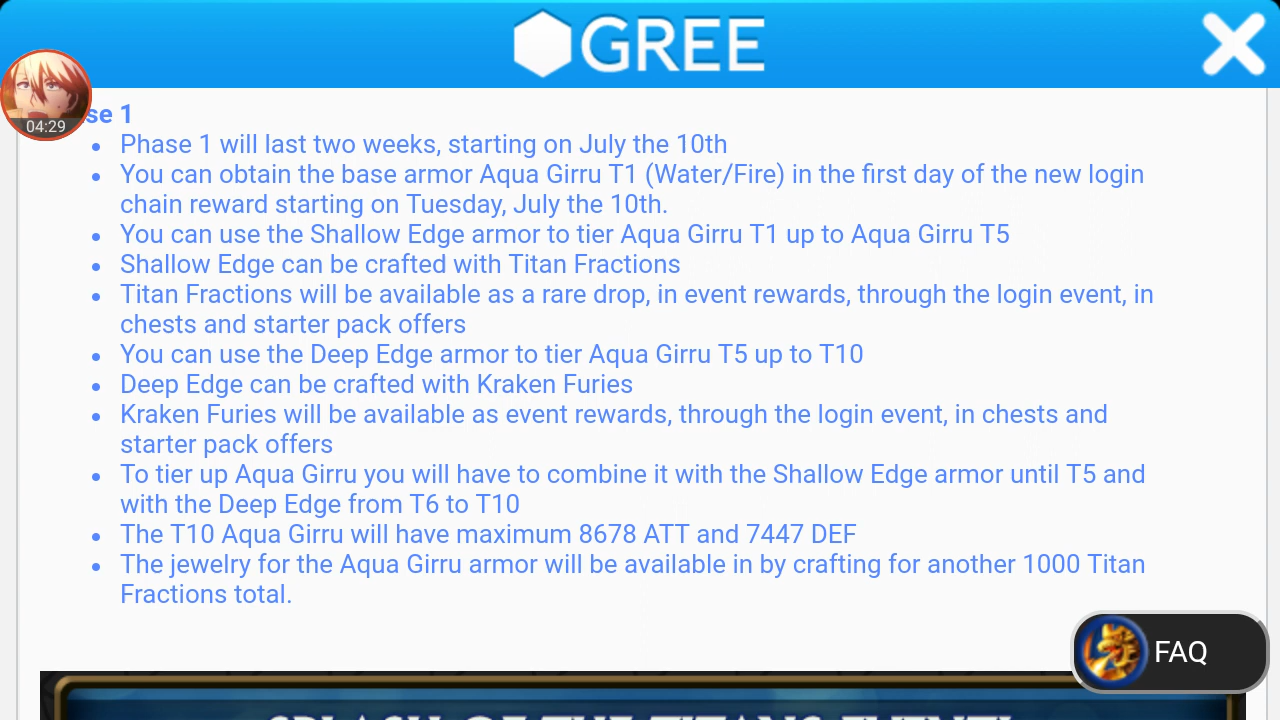 GREE
04:29
se 1
Phase 1 will last two weeks, starting on July the 10th
You can obtain the base armor Aqua Girru T1 (Water/Fire) in the first day of the new login
chain reward starting on Tuesday, July the 10th.
You can use the Shallow Edge armor to tier Aqua Girru T1 up to Aqua Girru T5
Shallow Edge can be crafted with Titan Fractions
Titan Fractions will be available as a rare drop, in event rewards, through the login event, in
chests and starter pack offers
You can use the Deep Edge armor to tier Aqua Girru T5 up to T10
Deep Edge can be crafted with Kraken Furies
Kraken Furies will be available as event rewards, through the login event, in chests and
starter pack offers
To tier up Aqua Girru you will have to combine it with the Shallow Edge armor until T5 and
with the Deep Edge from T6 to T10
The T10 Aqua Girru will have maximum 8678 ATT and 7447 DEF
The jewelry for the Aqua Girru armor will be available in by crafting for another 1000 Titan
Fractions total.
FAQ
SPLASH OF THE TITANS EVENT!